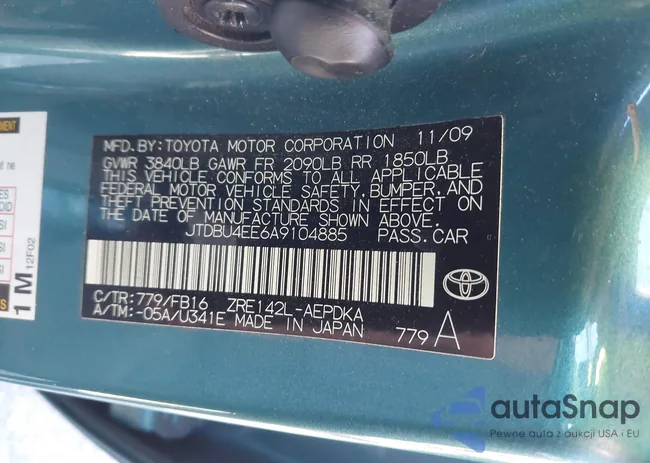 MFD. BY: TOYOTA MOTOR CORPORATION 11/09
GVWR 3840LB GAWR FR 2090LB RR 1850LB
THIS VEHICLE CONFORMS TO ALL APPLICABLE
FEDERAL MOTOR VEHICLE SAFETY, BUMPER, AND
THEFT PREVENTION STANDARDS IN EFFECT ON
THE DATE OF MANUFACTURE SHOWN ABOVE.
JTDBU4EE6A9104885 PASS. CAR
C/TR: 779/FB16 ZRE142L-AEPDKA
A/TM: -05A/U341E MADE IN JAPAN
779 A
1 M 12F02
autaSnap
Pewne auta z aukcji USA i EU